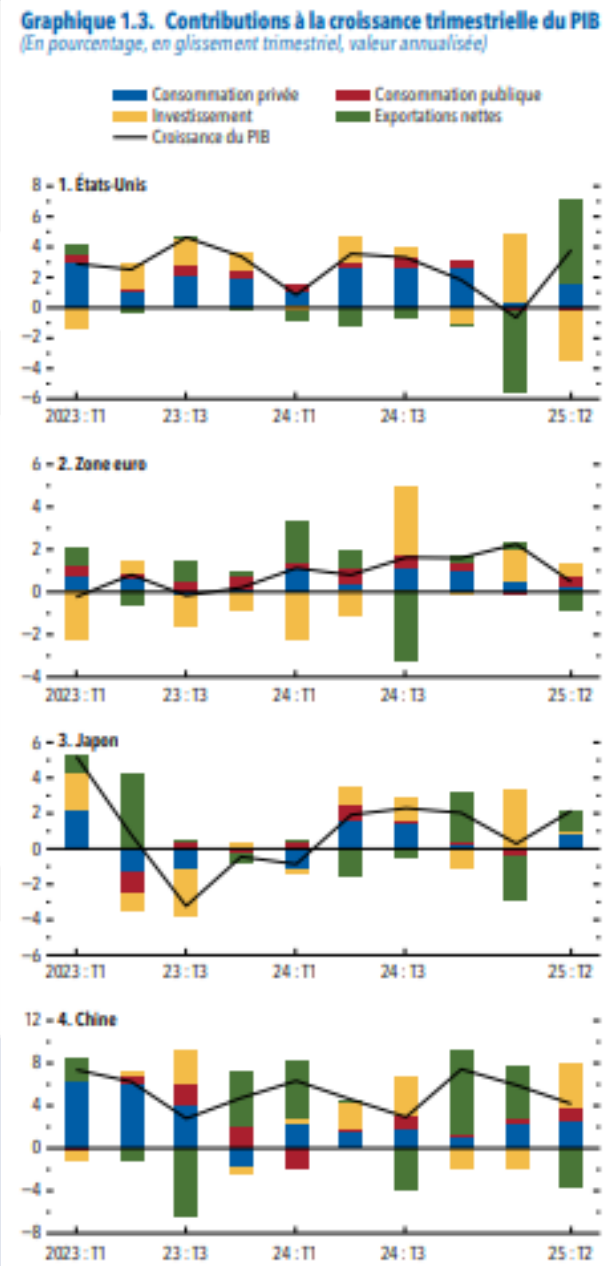 Graphique 1.3. Contributions à la croissance trimestrielle du PIB
(En pourcentage, en glissement trimestriel, valeur annualisée)
Consommation privée
Consommation publique
Investissement
Exportations nettes
Croissance du PIB
8
1. États-Unis
6
4
2
0
−2
−4
−6
2023 : T1
23 : T3
24 : T1
24 : T3
25 : T2
6
2. Zone euro
4
2
0
−2
−4
2023 : T1
23 : T3
24 : T1
24 : T3
25 : T2
6
3. Japon
4
2
0
−2
−4
−6
2023 : T1
23 : T3
24 : T1
24 : T3
25 : T2
12
4. Chine
8
4
0
−4
−8
2023 : T1
23 : T3
24 : T1
24 : T3
25 : T2